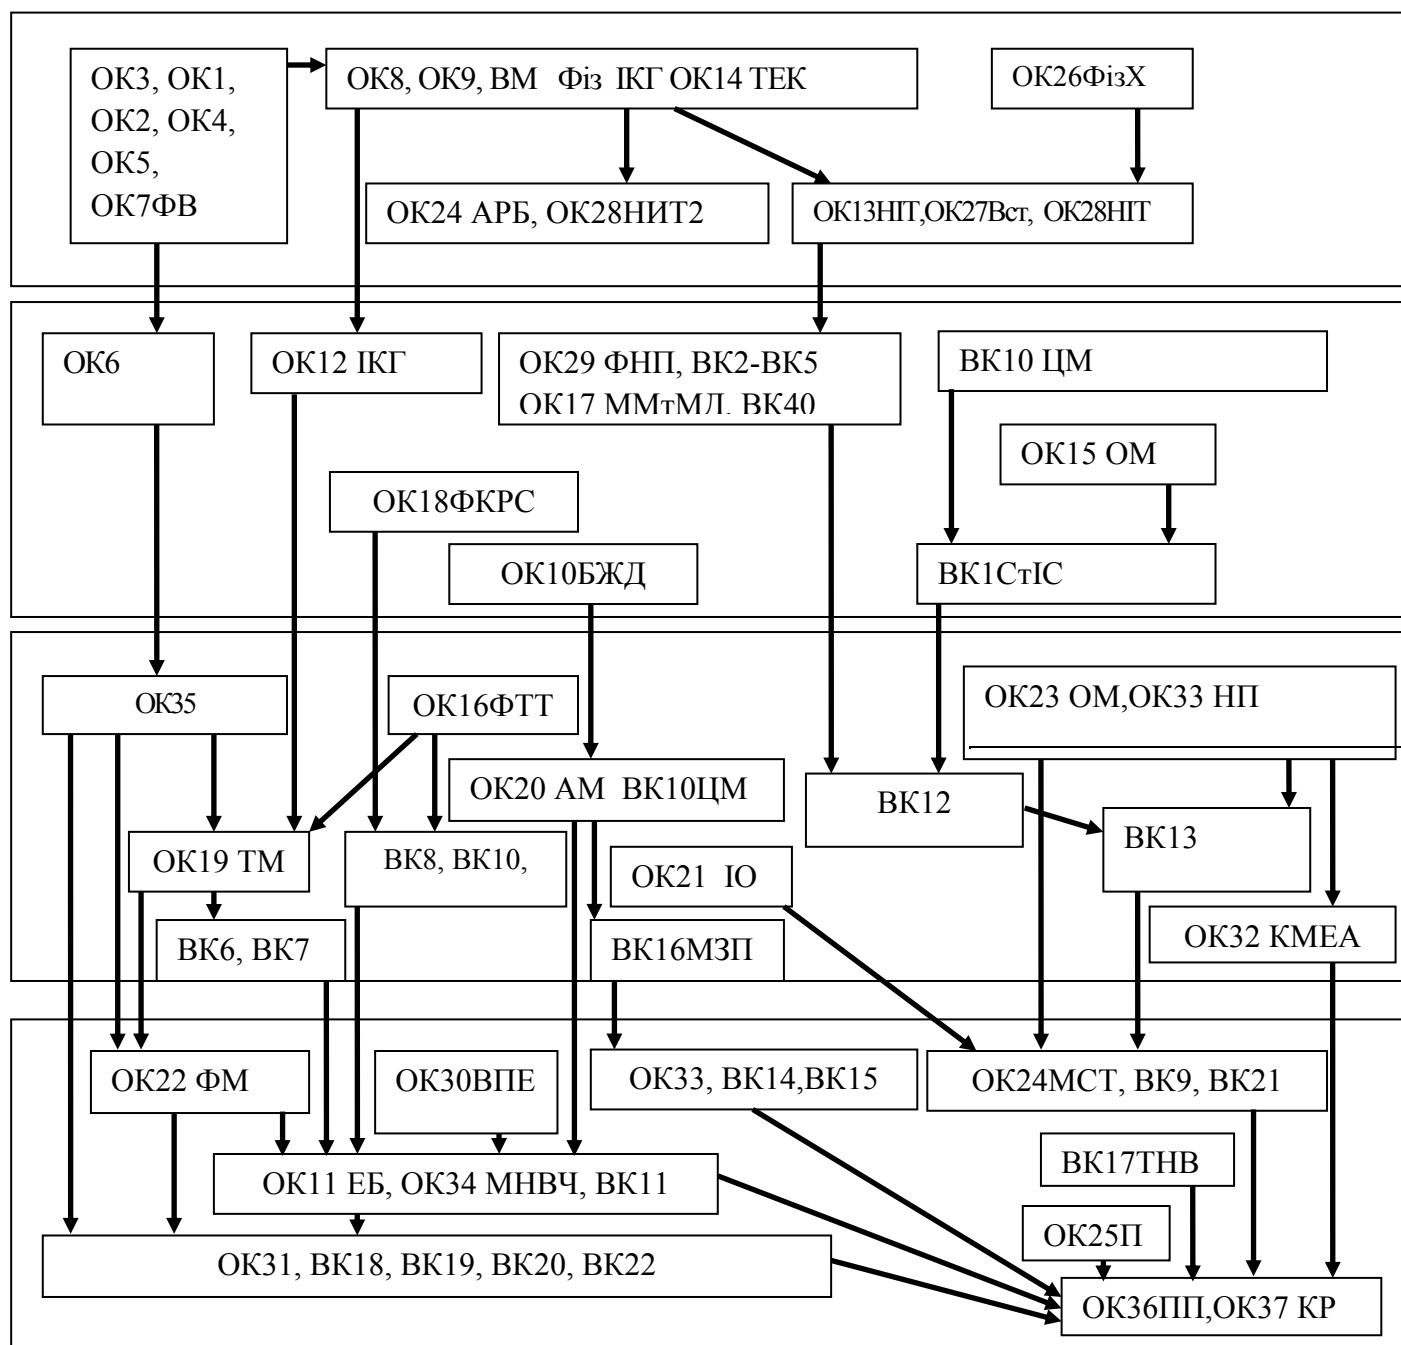 ОК3, ОК1,
ОК2, ОК4,
ОК5,
ОК7ФВ
ОК8, ОК9, ВМ Фіз ІКГ ОК14 ТЕК
ОК26ФізХ
ОК24 АРБ, ОК28НИТ2
ОК13НІТ,ОК27Вст, ОК28НІТ
ОК6
ОК12 ІКГ
ОК29 ФНП, ВК2-ВК5
ОК17 ММтМД, ВК40
ВК10 ЦМ
ОК15 ОМ
ОК18ФКРС
ОК10БЖД
ВК1СтІС
ОК35
ОК16ФТТ
ОК23 ОМ,ОК33 НП
ОК20 АМ ВК10ЦМ
ВК12
ВК13
ОК19 ТМ
ВК8, ВК10,
ОК21 ІО
ВК6, ВК7
ВК16МЗП
ОК32 КМЕА
ОК22 ФМ
ОК30ВПЕ
ОК33, ВК14,ВК15
ОК24МСТ, ВК9, ВК21
ОК11 ЕБ, ОК34 МНВЧ, ВК11
ВК17ТНВ
ОК25П
ОК31, ВК18, ВК19, ВК20, ВК22
ОК36ПП,ОК37 КР